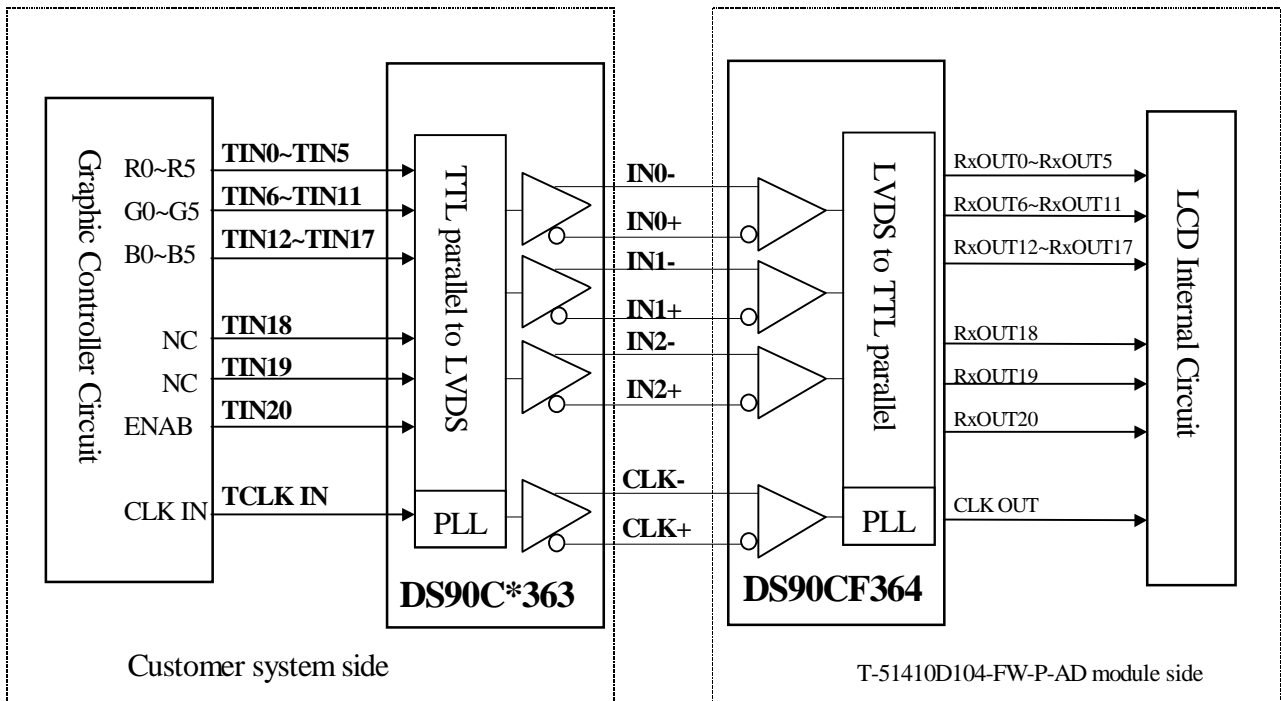 Graphic Controller Circuit
R0~R5
G0~G5
B0~B5
NC
NC
ENAB
CLK IN
TIN0~TIN5
TIN6~TIN11
TIN12~TIN17
TIN18
TIN19
TIN20
TCLK IN
TTL parallel to LVDS
PLL
DS90C*363
Customer system side
IN0-
IN0+
IN1-
IN1+
IN2-
IN2+
CLK-
CLK+
LVDS to TTL parallel
PLL
DS90CF364
RxOUT0~RxOUT5
RxOUT6~RxOUT11
RxOUT12~RxOUT17
RxOUT18
RxOUT19
RxOUT20
CLK OUT
LCD Internal Circuit
T-51410D104-FW-P-AD module side